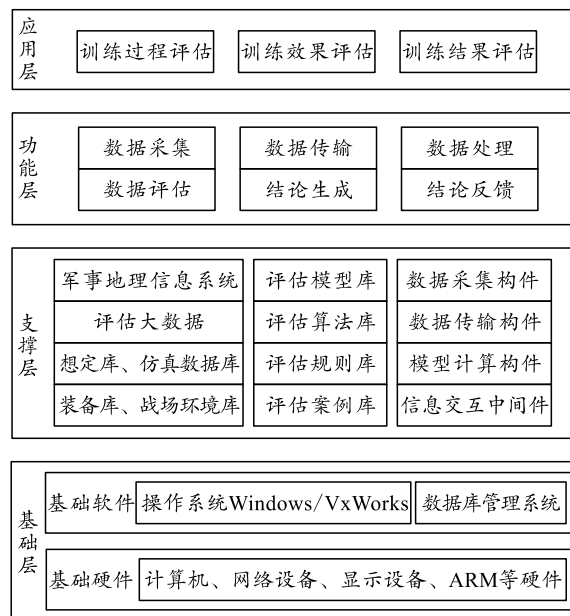 应用层
训练过程评估 训练效果评估 训练结果评估
功能层
数据采集 数据传输 数据处理
数据评估 结论生成 结论反馈
支撑层
军事地理信息系统 评估模型库 数据采集构件
评估大数据 评估算法库 数据传输构件
想定库、仿真数据库 评估规则库 模型计算构件
装备库、战场环境库 评估案例库 信息交互中间件
基础层
基础软件 操作系统Windows/VxWorks 数据库管理系统
基础硬件 计算机、网络设备、显示设备、ARM等硬件